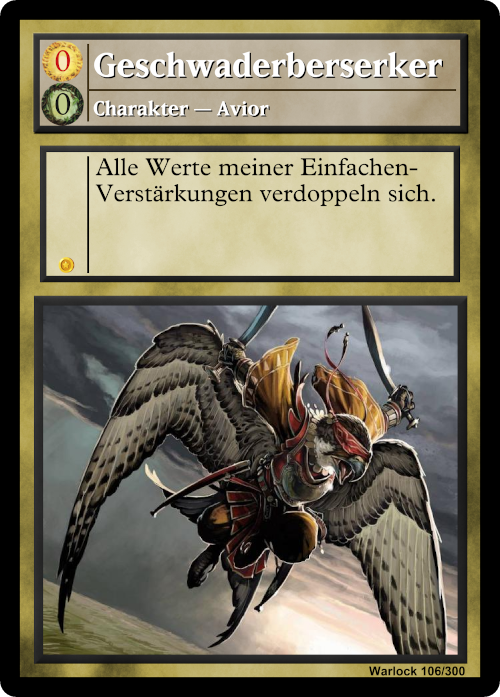 0 Geschwaderberserker
0 Charakter — Avior
Alle Werte meiner Einfachen-
Verstärkungen verdoppeln sich.
Warlock 106/300